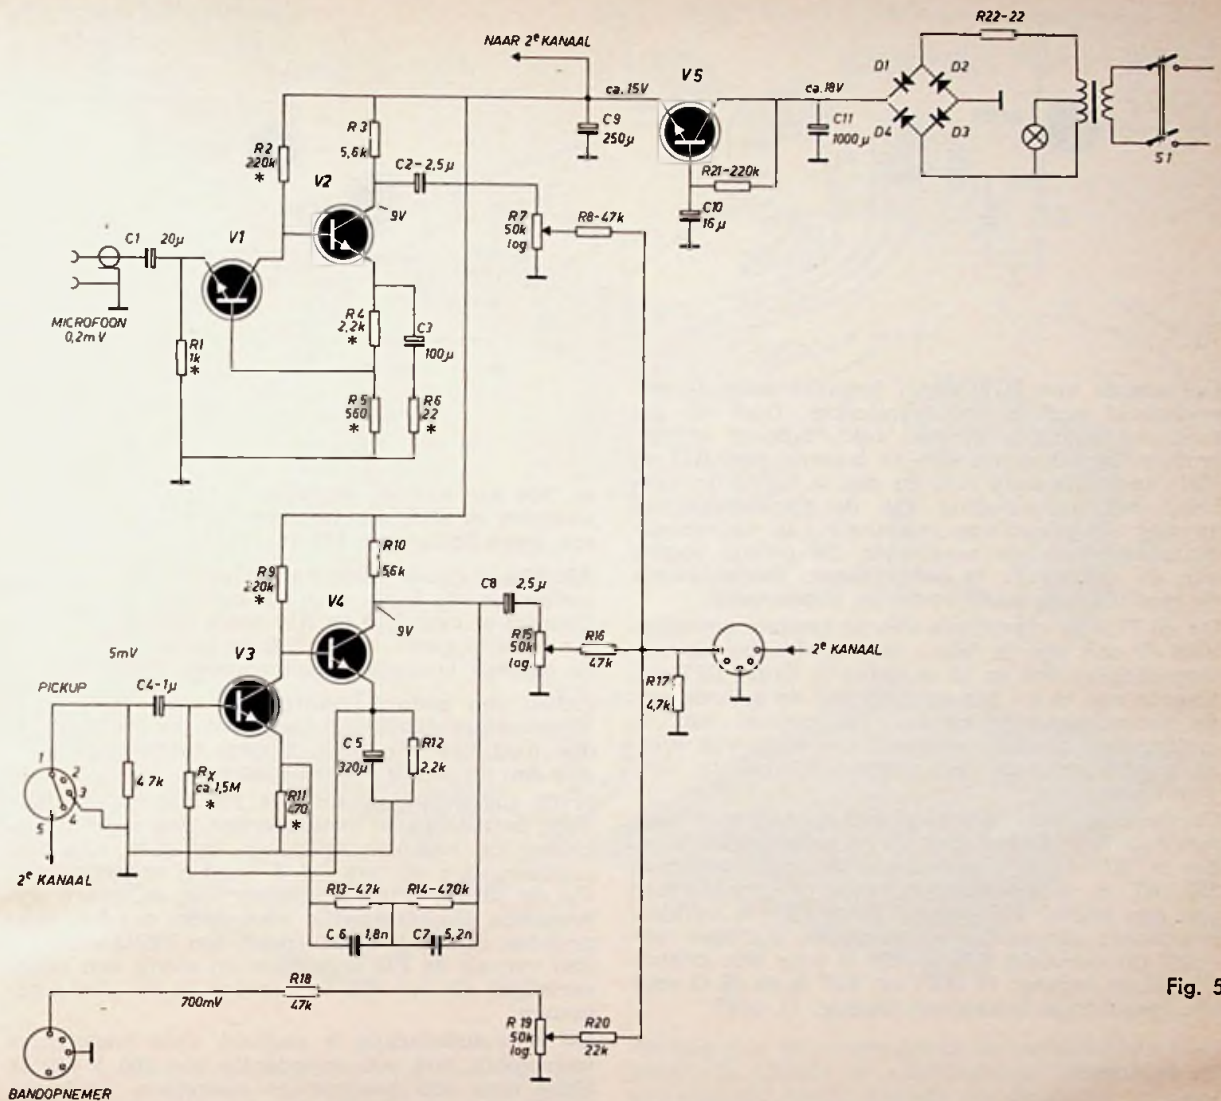 R22-22
NAAR 2e KANAAL
V5
ca. 15V
ca. 18V
D1
D2
D4
D3
S1
C9
250µ
C11
1000µ
R21-220k
C10
16µ
R3
5,6k
R2
220k
*
V2
C2-2,5µ
9V
R7
50k
log
R8-47k
C1
20µ
V1
MICROFOON
0,2mV
R1
1k
*
R4
2,2k
*
C3
100µ
R5
560
*
R6
22
*
R10
5,6k
R9
220k
*
V4
9V
C8
2,5µ
R15
50k
log.
R16
47k
2e KANAAL
R17
4,7k
5mV
V3
PICKUP
C4-1µ
1
2
3
4
5
47k
Rx
ca 1,5M
*
R11
470
*
C5
320µ
R12
2,2k
2e KANAAL
R13-47k
R14-470k
C6
1,8n
C7
5,2n
R18
47k
700mV
R19
50k
log.
R20
22k
BANDOPNEMER
Fig. 5